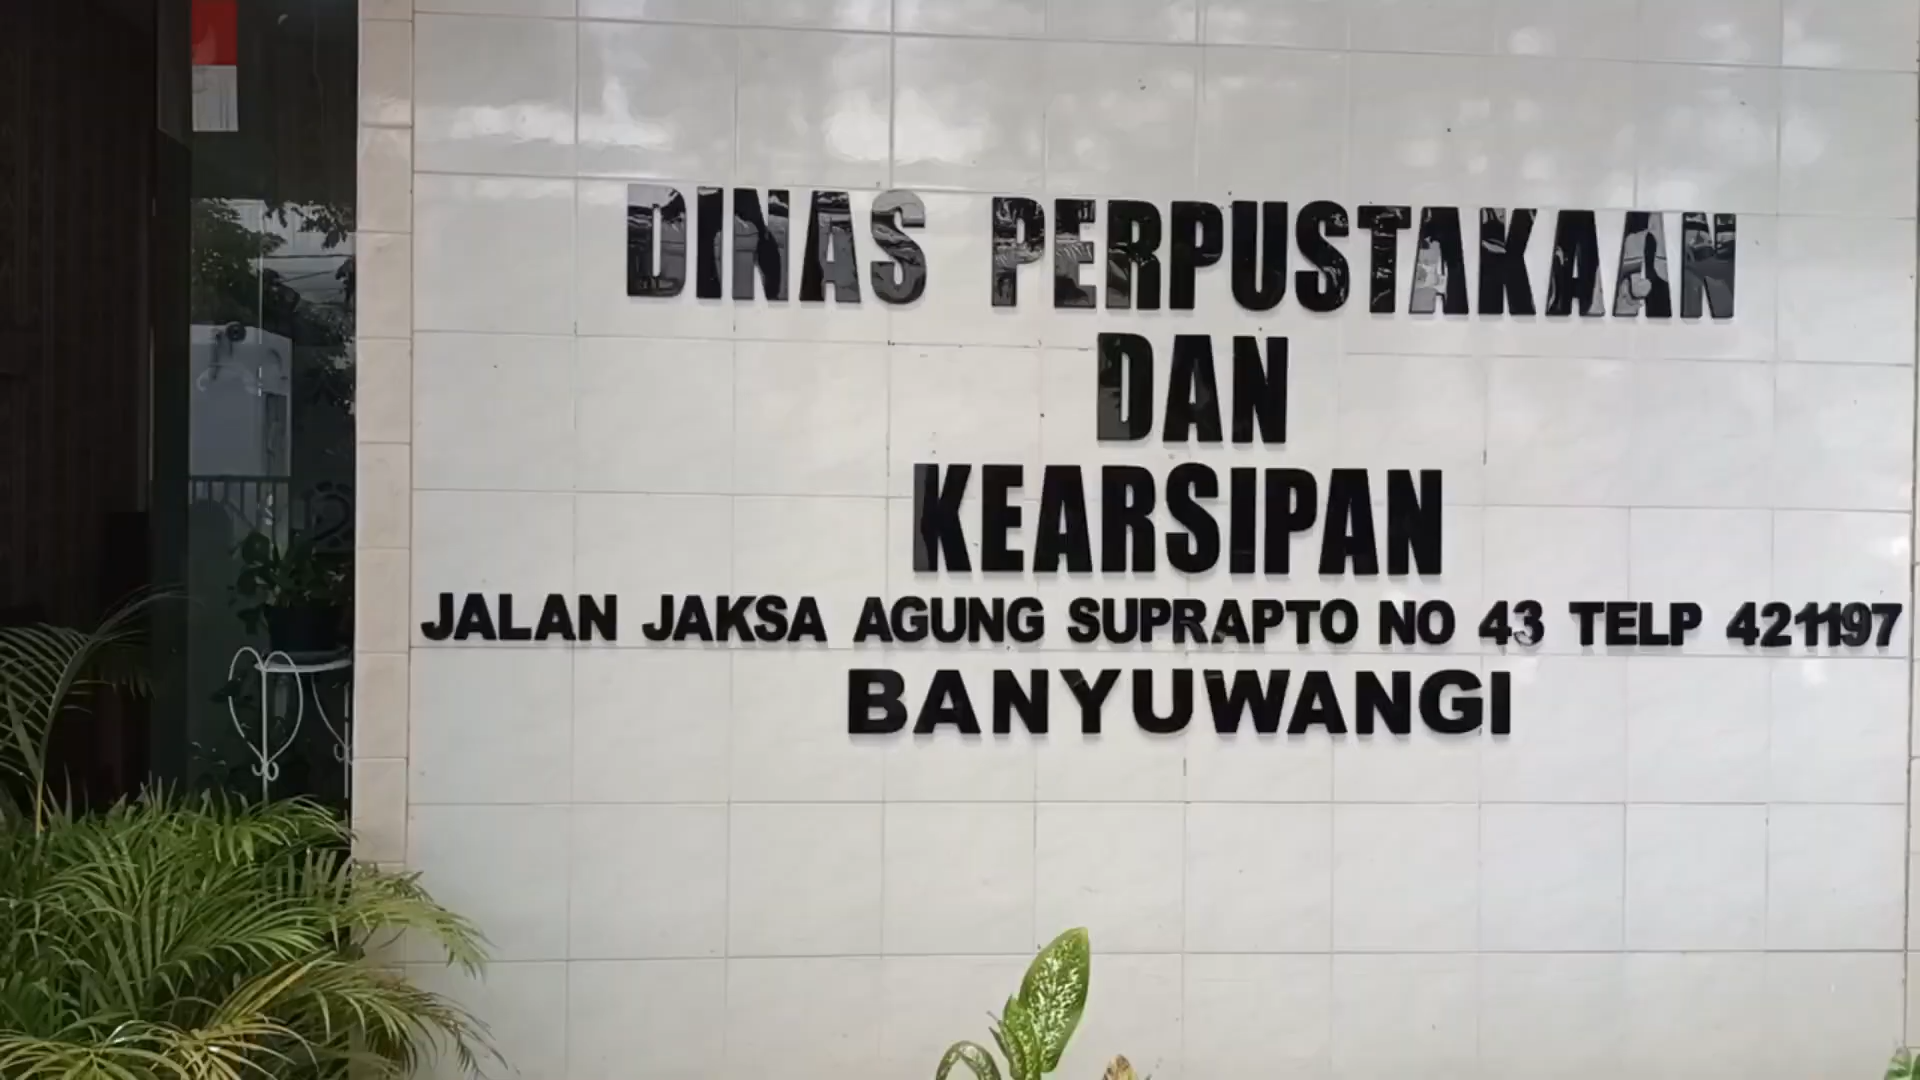 DINAS PERPUSTAKAAN
DAN
KEARSIPAN
JALAN JAKSA AGUNG SUPRAPTO NO 43 TELP 421197
BANYUWANGI